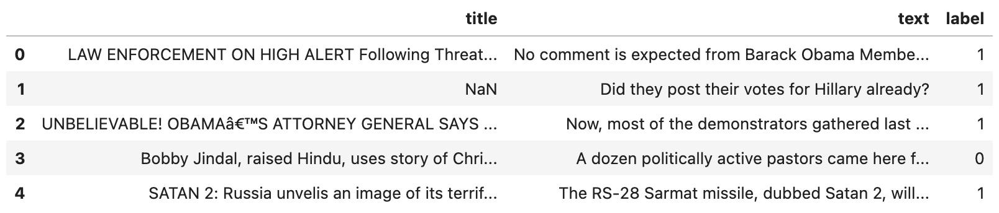 title text label
0 LAW ENFORCEMENT ON HIGH ALERT Following Threat... No comment is expected from Barack Obama Membe... 1
1 NaN Did they post their votes for Hillary already? 1
2 UNBELIEVABLE! OBAMAâ€™S ATTORNEY GENERAL SAYS ... Now, most of the demonstrators gathered last ... 1
3 Bobby Jindal, raised Hindu, uses story of Chri... A dozen politically active pastors came here f... 0
4 SATAN 2: Russia unvelis an image of its terrif... The RS-28 Sarmat missile, dubbed Satan 2, will... 1